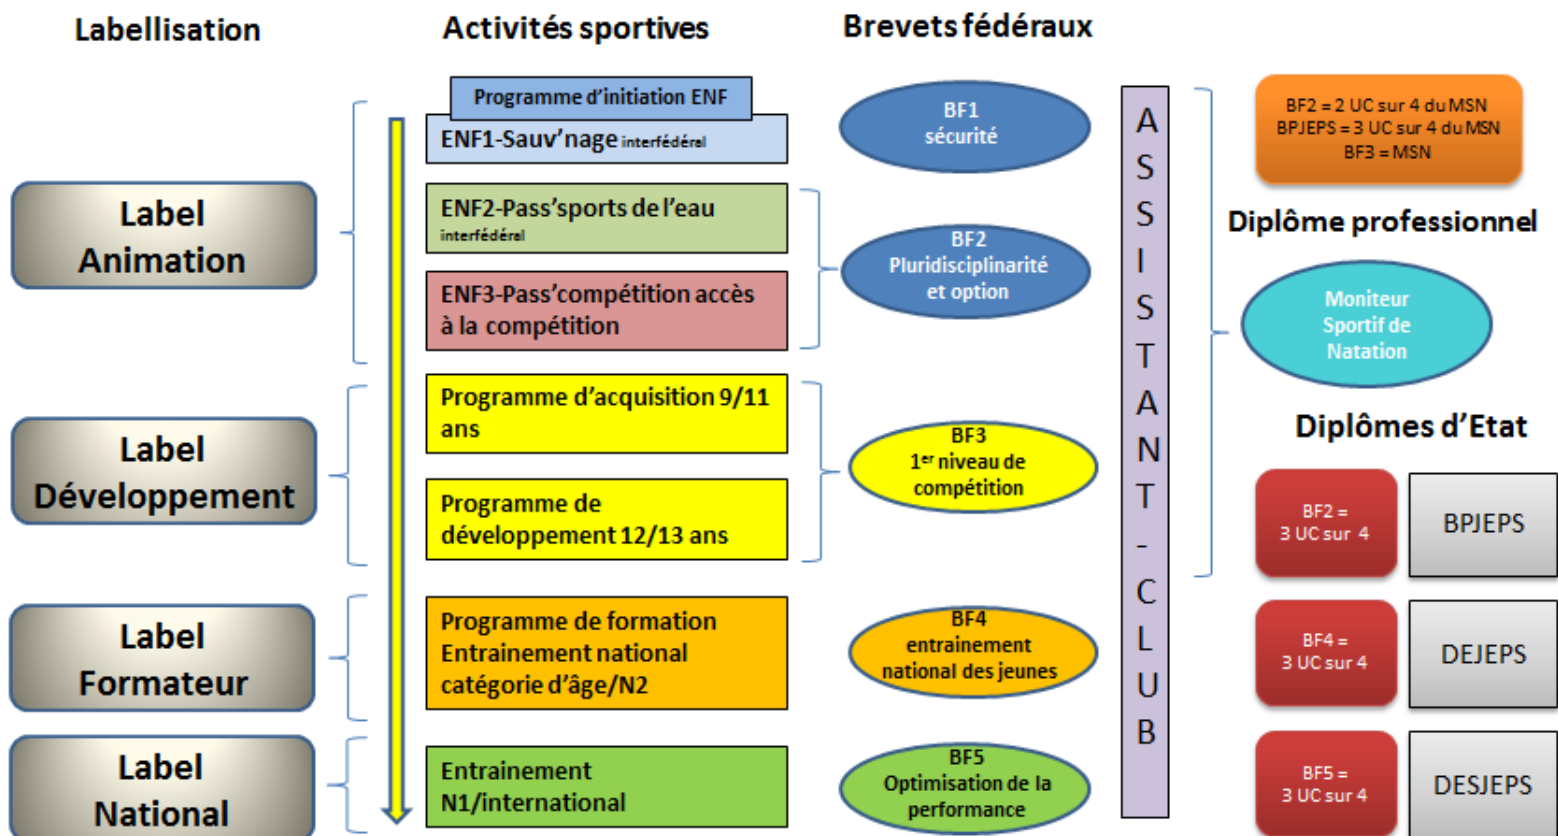 Labellisation
Activités sportives
Brevets fédéraux
Label
Animation
Label
Développement
Label
Formateur
Label
National
Programme d'initiation ENF
ENF1-Sauv'nage interfédéral
ENF2-Pass'sports de l'eau
interfédéral
ENF3-Pass'compétition accès
à la compétition
Programme d'acquisition 9/11
ans
Programme de
développement 12/13 ans
Programme de formation
Entrainement national
catégorie d'âge/N2
Entrainement
N1/international
BF1
sécurité
BF2
Pluridisciplinarité
et option
BF3
1er niveau de
compétition
BF4
entrainement
national des jeunes
BF5
Optimisation de la
performance
A
S
S
I
S
T
A
N
T
-
C
L
U
B
BF2 = 2 UC sur 4 du MSN
BPJEPS = 3 UC sur 4 du MSN
BF3 = MSN
Diplôme professionnel
Moniteur
Sportif de
Natation
Diplômes d'Etat
BF2 =
3 UC sur 4
BPJEPS
BF4 =
3 UC sur 4
DEJEPS
BF5 =
3 UC sur 4
DESJEPS